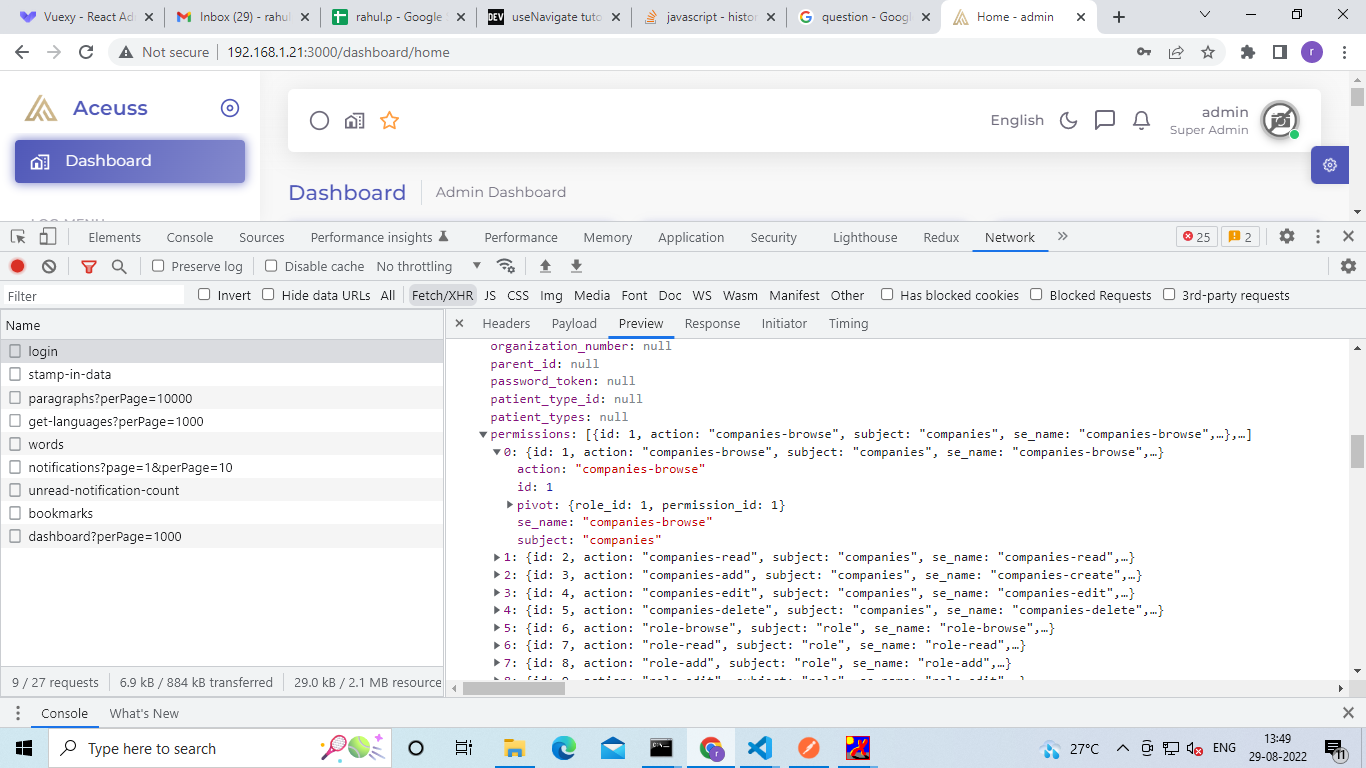 Vuexy - React Ad
Inbox (29) - rahul
rahul.p - Google
DEV
useNavigate tuto
javascript - histor
question - Googl
Home - admin
Not secure
192.168.1.21:3000/dashboard/home
r
Aceuss
English
admin
Super Admin
Dashboard
Dashboard
Admin Dashboard
Elements
Console
Sources
Performance insights
Performance
Memory
Application
Security
Lighthouse
Redux
Network
25
2
Preserve log
Disable cache
No throttling
Filter
Invert
Hide data URLs
All
Fetch/XHR
JS
CSS
Img
Media
Font
Doc
WS
Wasm
Manifest
Other
Has blocked cookies
Blocked Requests
3rd-party requests
Name
Headers
Payload
Preview
Response
Initiator
Timing
login
stamp-in-data
paragraphs?perPage=10000
get-languages?perPage=1000
words
notifications?page=1&perPage=10
unread-notification-count
bookmarks
dashboard?perPage=1000
organization_number: null
parent_id: null
password_token: null
patient_type_id: null
patient_types: null
permissions: [{id: 1, action: "companies-browse", subject: "companies", se_name: "companies-browse",…},…]
0: {id: 1, action: "companies-browse", subject: "companies", se_name: "companies-browse",…}
action: "companies-browse"
id: 1
pivot: {role_id: 1, permission_id: 1}
se_name: "companies-browse"
subject: "companies"
1: {id: 2, action: "companies-read", subject: "companies", se_name: "companies-read",…}
2: {id: 3, action: "companies-add", subject: "companies", se_name: "companies-create",…}
3: {id: 4, action: "companies-edit", subject: "companies", se_name: "companies-edit",…}
4: {id: 5, action: "companies-delete", subject: "companies", se_name: "companies-delete",…}
5: {id: 6, action: "role-browse", subject: "role", se_name: "role-browse",…}
6: {id: 7, action: "role-read", subject: "role", se_name: "role-read",…}
7: {id: 8, action: "role-add", subject: "role", se_name: "role-add",…}
9 / 27 requests
6.9 kB / 884 kB transferred
29.0 kB / 2.1 MB resource
Console
What's New
Type here to search
27°C
ENG
13:49
29-08-2022
11